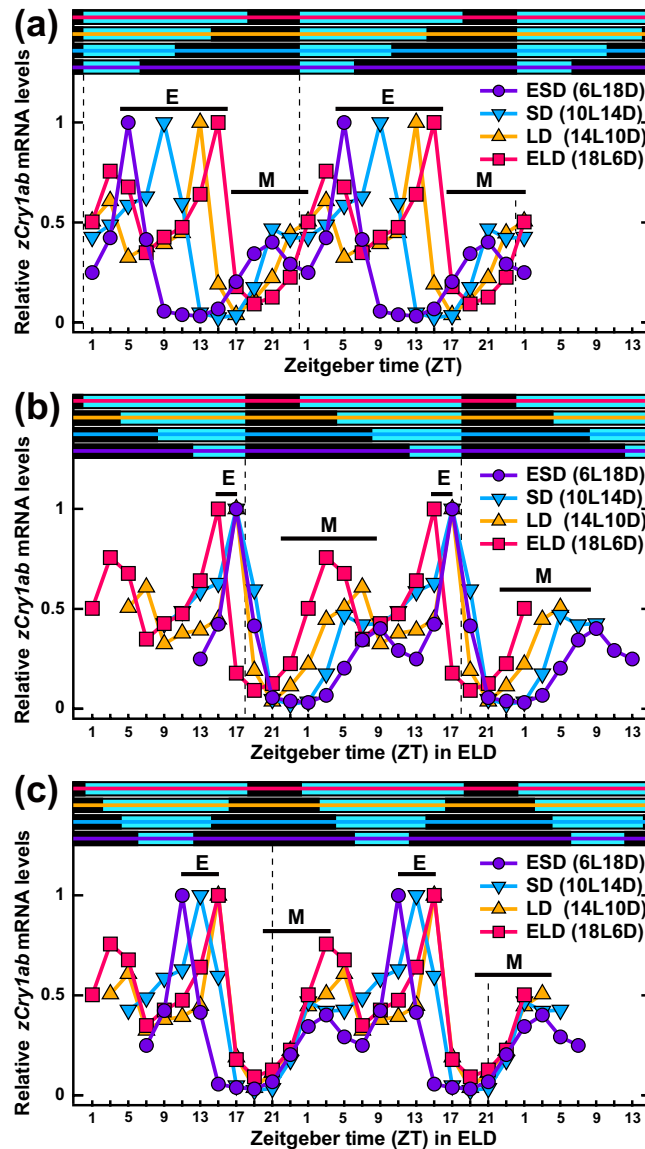 (a)
E
E
ESD (6L18D)
SD (10L14D)
LD (14L10D)
ELD (18L6D)
M
M
Relative zCry1ab mRNA levels
1
0.5
0
1 5 9 13 17 21 1 5 9 13 17 21 1 5 9 13
Zeitgeber time (ZT)
(b)
E
E
ESD (6L18D)
SD (10L14D)
LD (14L10D)
ELD (18L6D)
M
M
Relative zCry1ab mRNA levels
1
0.5
0
1 5 9 13 17 21 1 5 9 13 17 21 1 5 9 13
Zeitgeber time (ZT) in ELD
(c)
E
E
ESD (6L18D)
SD (10L14D)
LD (14L10D)
ELD (18L6D)
M
M
Relative zCry1ab mRNA levels
1
0.5
0
1 5 9 13 17 21 1 5 9 13 17 21 1 5 9 13
Zeitgeber time (ZT) in ELD